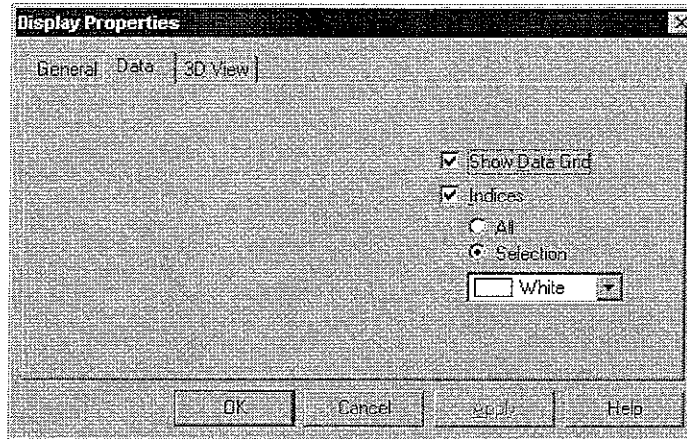 Display Properties
General Data 3D View
Show Data Grid
Indices
All
Selection
White
OK Cancel Apply Help